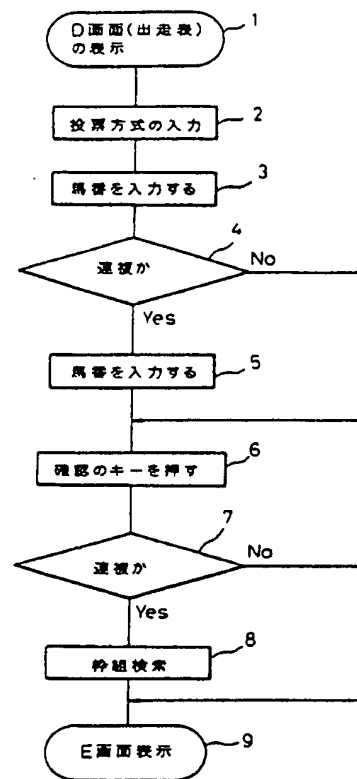 D画面(出走表)
の表示
1
投票方式の入力
2
馬番を入力する
3
連複か
4
No
Yes
馬番を入力する
5
確認のキーを押す
6
連複か
7
No
Yes
枠組検索
8
E画面表示
9